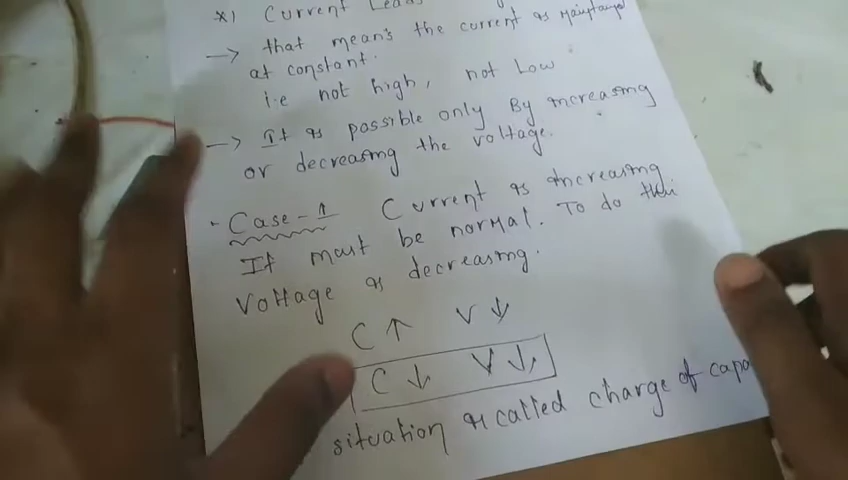 *1 Current
→ that mean's the current is
at constant.
i.e not high, not Low
→ It is possible only By increasing
or decreasing the voltage.
Case-1 Current is increasing
It must be normal. To do this
Voltage is decreasing.
C ↑ V ↓
C ↓ V ↓,
situation is called charge of